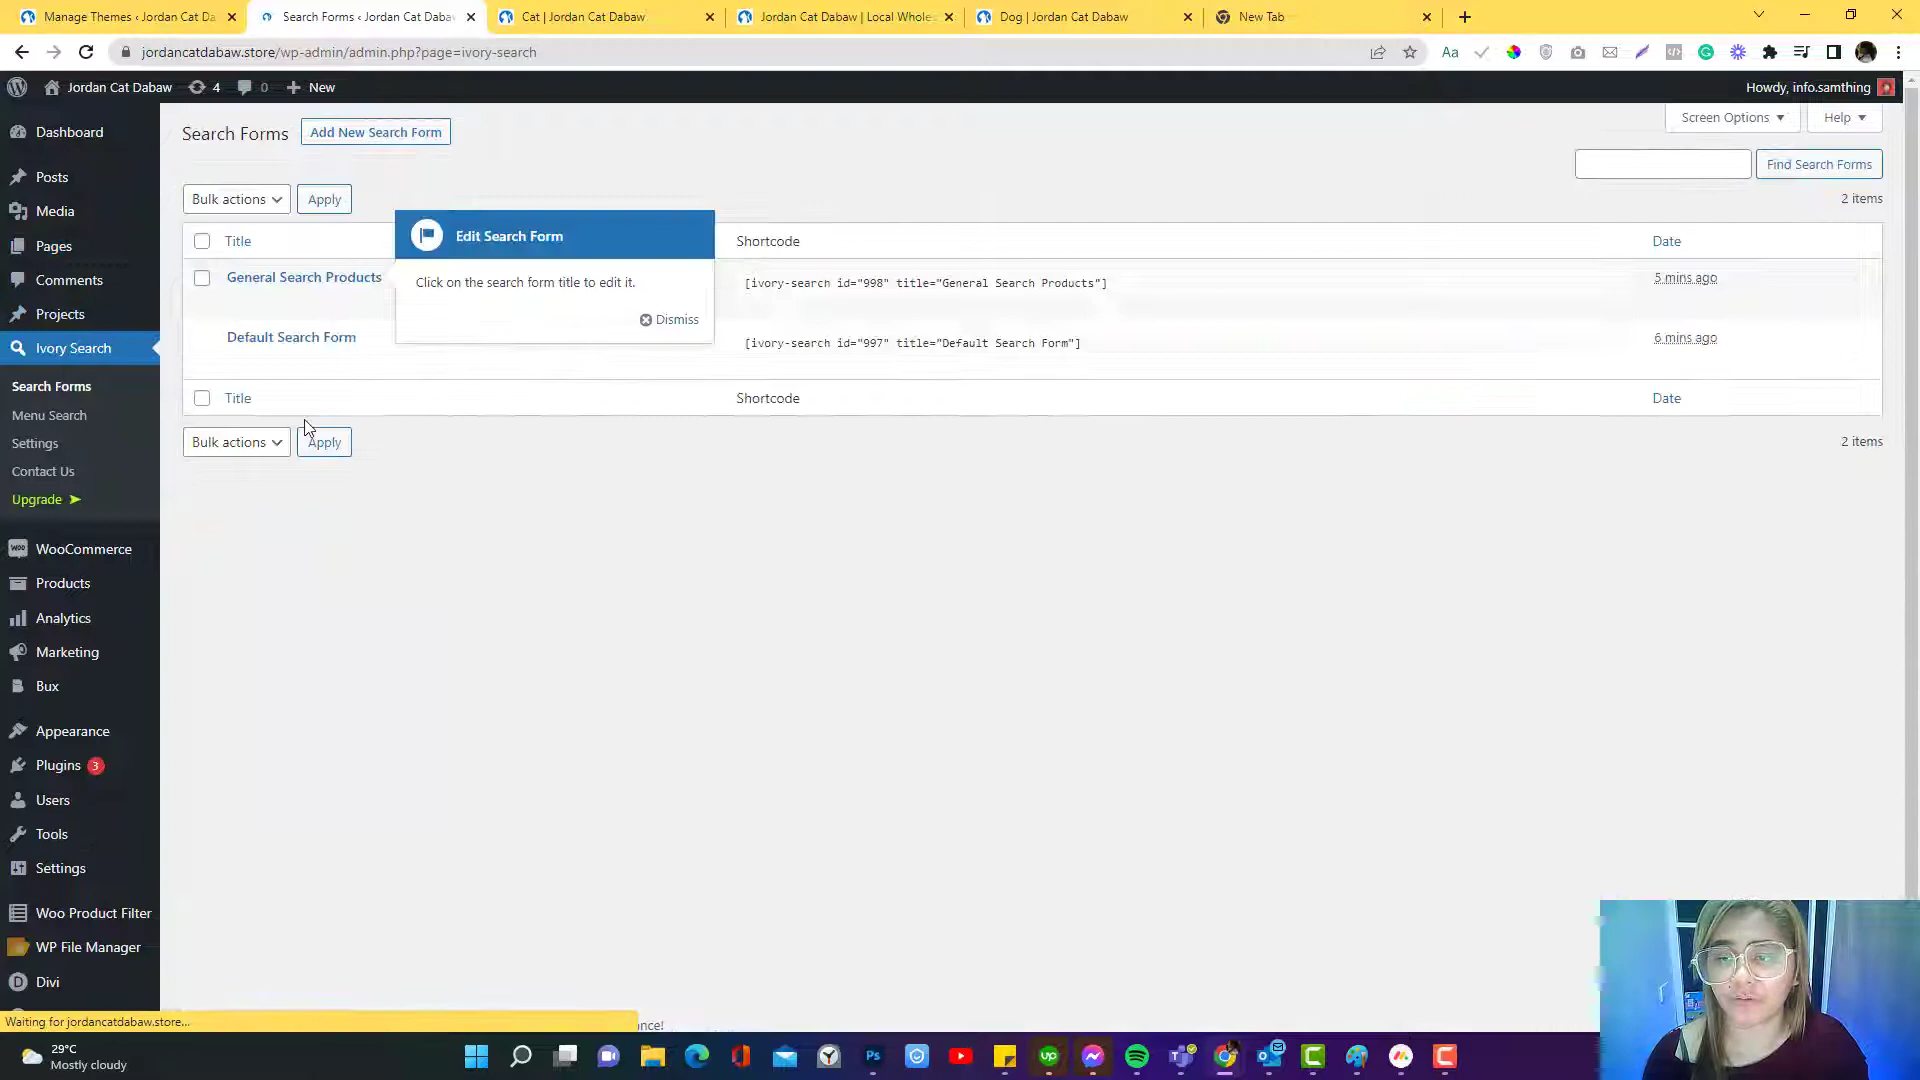 Manage Themes ‹ Jordan Cat Da
Search Forms ‹ Jordan Cat Dabaw
Cat | Jordan Cat Dabaw
Jordan Cat Dabaw | Local Whole
Dog | Jordan Cat Dabaw
New Tab
jordancatdabaw.store/wp-admin/admin.php?page=ivory-search
Jordan Cat Dabaw
4
0
New
Howdy, info.samthing
Dashboard
Posts
Media
Pages
Comments
Projects
Ivory Search
Search Forms
Menu Search
Settings
Contact Us
Upgrade ➤
WooCommerce
Products
Analytics
Marketing
Bux
Appearance
Plugins 3
Users
Tools
Settings
Woo Product Filter
WP File Manager
Divi
Search Forms
Add New Search Form
Screen Options
Help
Find Search Forms
Bulk actions
Apply
2 items
Title
Shortcode
Date
General Search Products
[ivory-search id="998" title="General Search Products"]
5 mins ago
Edit Search Form
Click on the search form title to edit it.
Dismiss
Default Search Form
[ivory-search id="997" title="Default Search Form"]
6 mins ago
Title
Shortcode
Date
Bulk actions
Apply
2 items
Waiting for jordancatdabaw.store...
nce!
29°C
Mostly cloudy